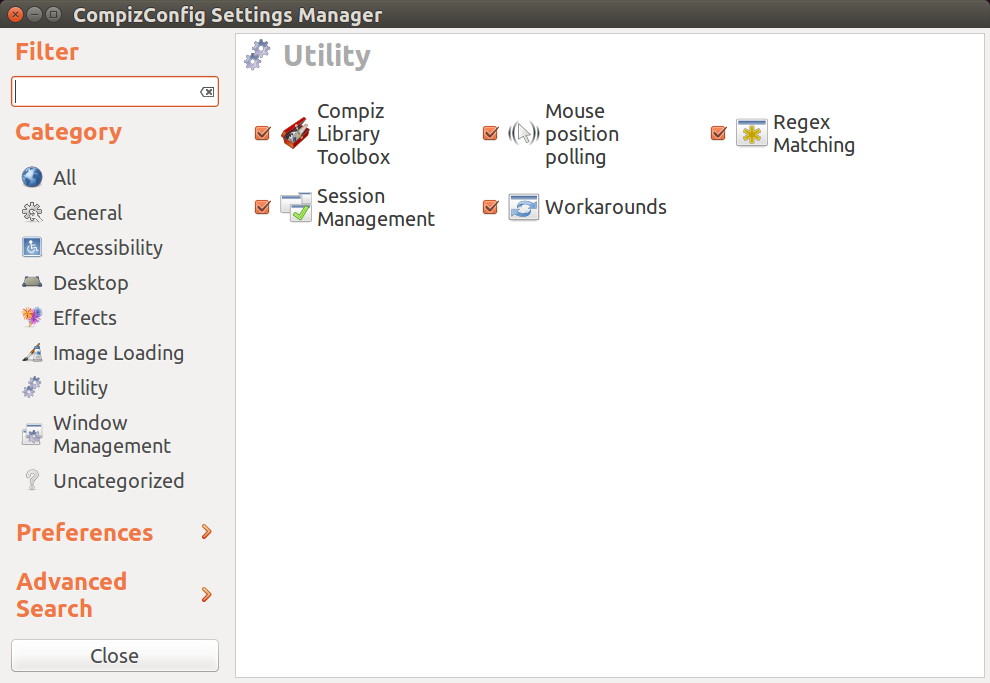 CompizConfig Settings Manager
Filter
Category
All
General
Accessibility
Desktop
Effects
Image Loading
Utility
Window
Management
Uncategorized
Preferences
Advanced
Search
Close
Utility
Compiz
Library
Toolbox
Mouse
position
polling
Regex
Matching
Session
Management
Workarounds